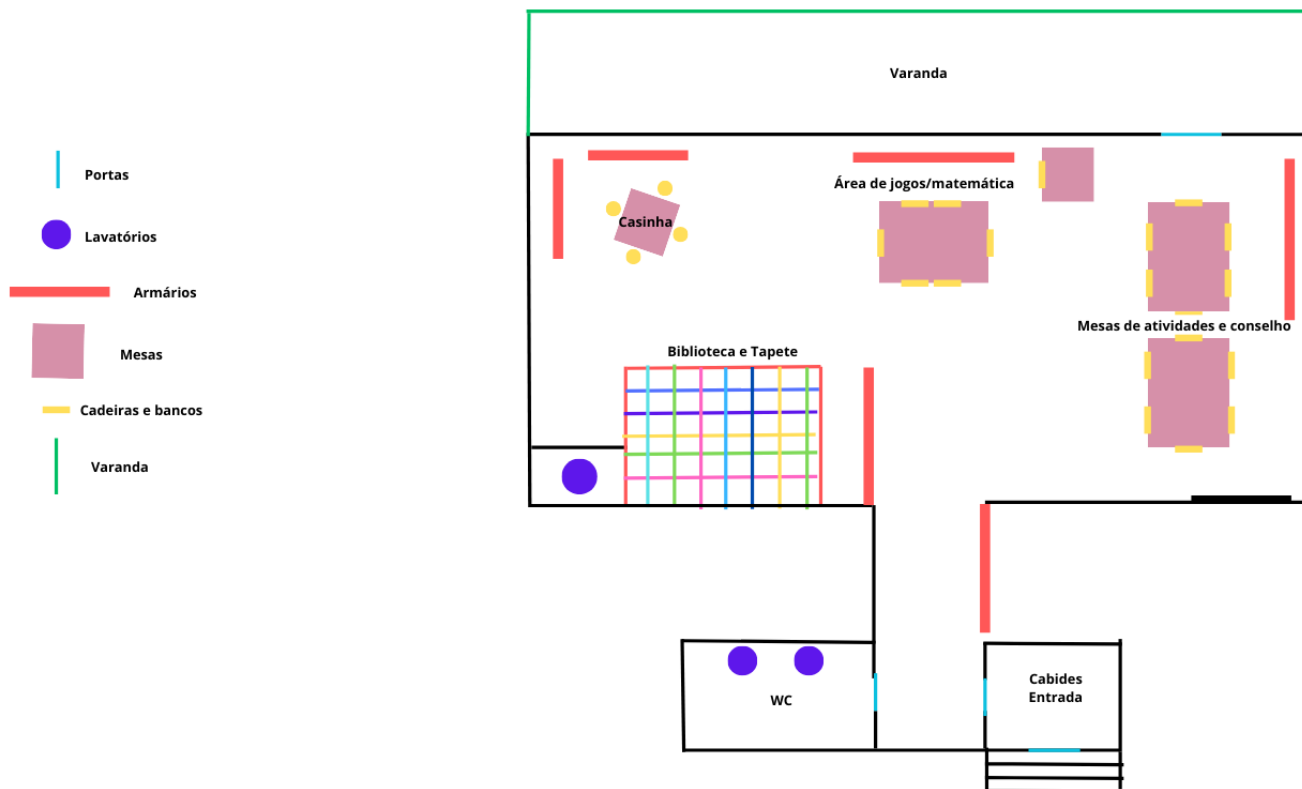 Varanda
Portas
Lavatórios
Armários
Mesas
Cadeiras e bancos
Varanda
Casinha
Área de jogos/matemática
Mesas de atividades e conselho
Biblioteca e Tapete
WC
Cabides
Entrada